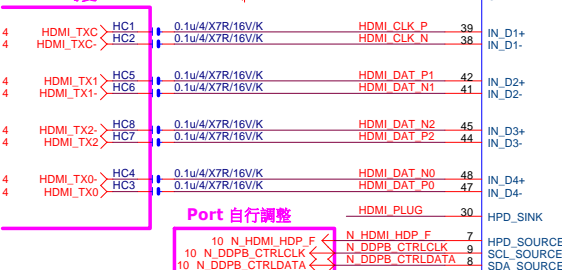 4 HDMI_TXC HC1 0.1u/4/X7R/16V/K HDMI_CLK_P 39 IN_D1+
4 HDMI_TXC- HC2 0.1u/4/X7R/16V/K HDMI_CLK_N 38 IN_D1-
4 HDMI_TX1 HC5 0.1u/4/X7R/16V/K HDMI_DAT_P1 42 IN_D2+
4 HDMI_TX1- HC6 0.1u/4/X7R/16V/K HDMI_DAT_N1 41 IN_D2-
4 HDMI_TX2- HC8 0.1u/4/X7R/16V/K HDMI_DAT_N2 45 IN_D3+
4 HDMI_TX2 HC7 0.1u/4/X7R/16V/K HDMI_DAT_P2 44 IN_D3-
4 HDMI_TX0- HC4 0.1u/4/X7R/16V/K HDMI_DAT_N0 48 IN_D4+
4 HDMI_TX0 HC3 0.1u/4/X7R/16V/K HDMI_DAT_P0 47 IN_D4-
Port 自行調整
HDMI_PLUG 30 HPD_SINK
10 N_HDMI_HDP_F N_HDMI_HDP_F 7 HPD_SOURCE
10 N_DDPB_CTRLCLK N_DDPB_CTRLCLK 9 SCL_SOURCE
10 N_DDPB_CTRLDATA N_DDPB_CTRLDATA 8 SDA_SOURCE